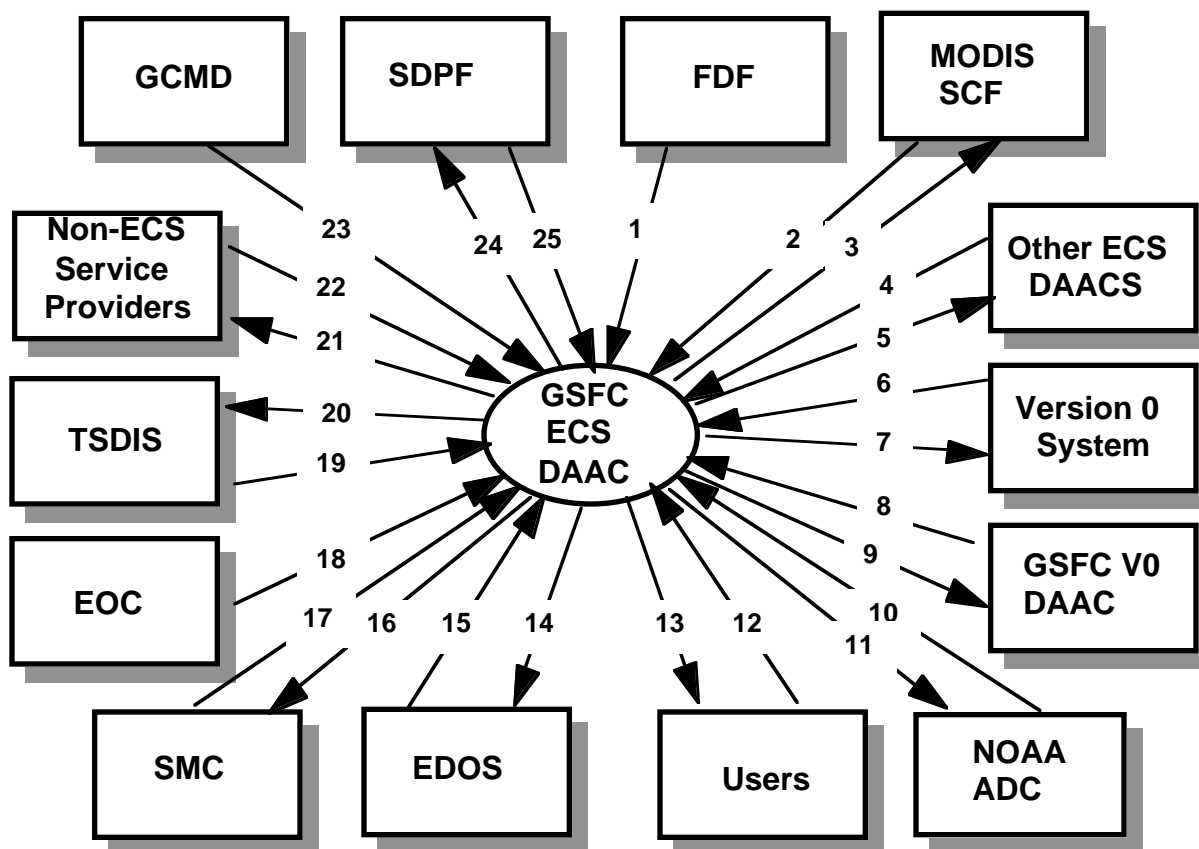 GCMD
SDPF
FDF
MODIS
SCF
Non-ECS
Service
Providers
Other ECS
DAACS
TSDIS
Version 0
System
EOC
GSFC V0
DAAC
SMC
EDOS
Users
NOAA
ADC
GSFC
ECS
DAAC
1
2
3
4
5
6
7
8
9
10
11
12
13
14
15
16
17
18
19
20
21
22
23
24
25